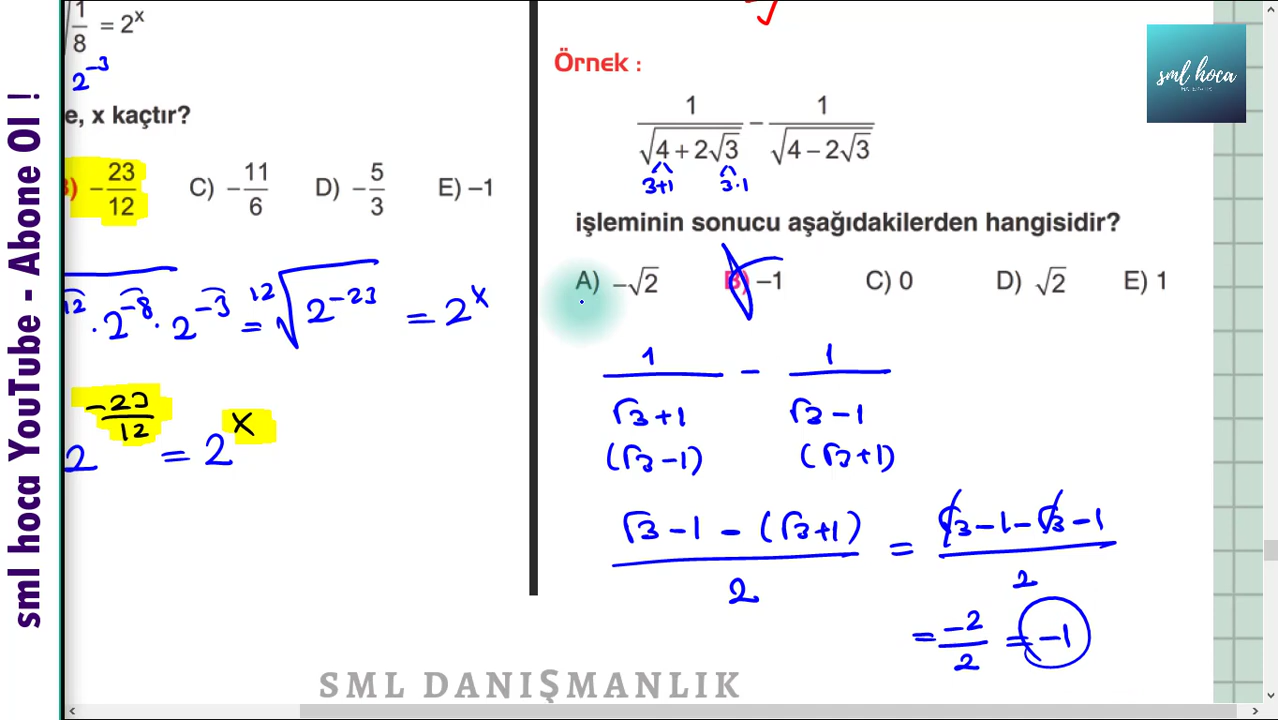 sml hoca YouTube - Abone Ol !
√1/8 = 2^x
2^-3
e, x kaçtır?
B) -23/12 C) -11/6 D) -5/3 E) -1
12 · 2^-8 · 2^-3 = ¹²√2^-23 = 2^x
2^-23/12 = 2^x
Örnek :
1/√(4 + 2√3) - 1/√(4 - 2√3)
3+1 3·1
işleminin sonucu aşağıdakilerden hangisidir?
A) -√2 B) -1 C) 0 D) √2 E) 1
1/(√3+1) - 1/(√3-1)
(√3-1) (√3+1)
(√3-1-(√3+1))/2 = (√3-1-√3-1)/2
= -2/2 = -1
sml hoca
SML DANIŞMANLIK